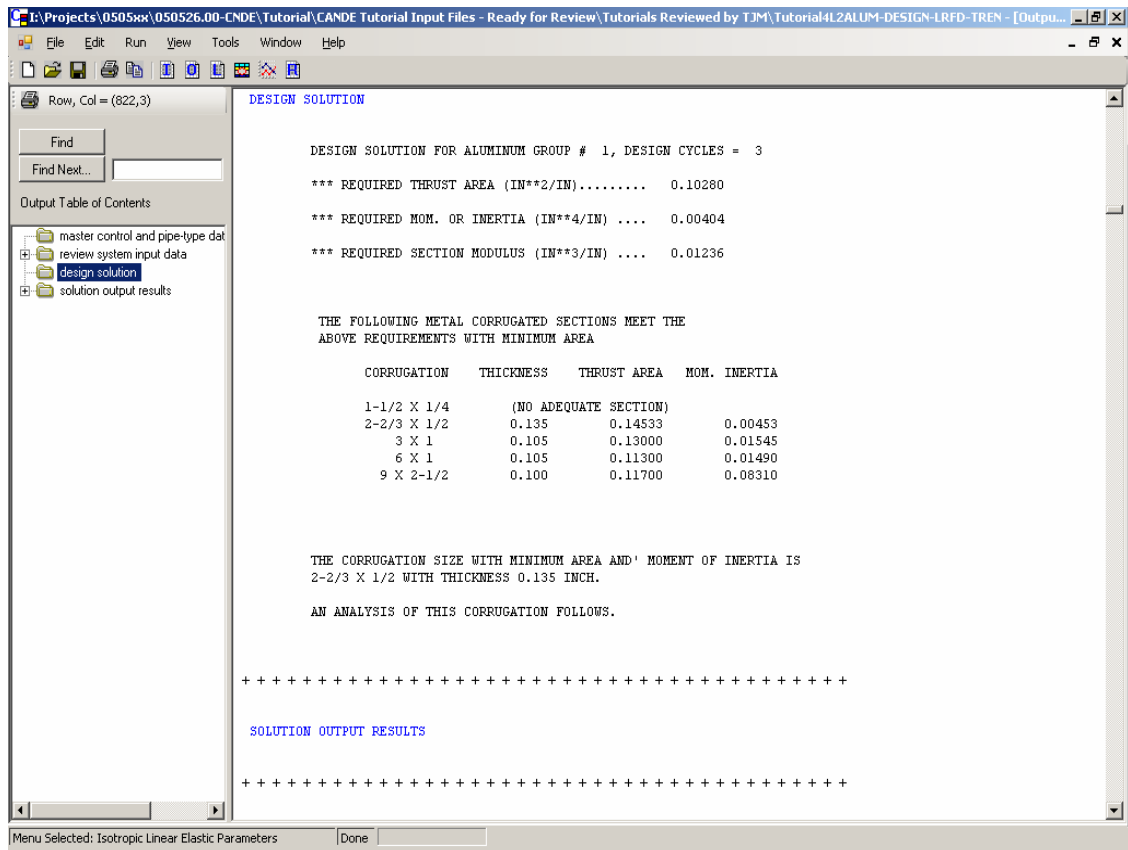 I:\Projects\0505xx\050526.00-CNDE\Tutorial\CANDE Tutorial Input Files - Ready for Review\Tutorials Reviewed by TJM\Tutorial4L2ALUM-DESIGN-LRFD-TREN - [Outpu...
File Edit Run View Tools Window Help
Row, Col = (822,3)
Find
Find Next...
Output Table of Contents
master control and pipe-type dat
review system input data
design solution
solution output results
DESIGN SOLUTION
DESIGN SOLUTION FOR ALUMINUM GROUP # 1, DESIGN CYCLES = 3
*** REQUIRED THRUST AREA (IN**2/IN)......... 0.10280
*** REQUIRED MOM. OR INERTIA (IN**4/IN) .... 0.00404
*** REQUIRED SECTION MODULUS (IN**3/IN) .... 0.01236
THE FOLLOWING METAL CORRUGATED SECTIONS MEET THE
ABOVE REQUIREMENTS WITH MINIMUM AREA
CORRUGATION THICKNESS THRUST AREA MOM. INERTIA
1-1/2 X 1/4 (NO ADEQUATE SECTION)
2-2/3 X 1/2 0.135 0.14533 0.00453
3 X 1 0.105 0.13000 0.01545
6 X 1 0.105 0.11300 0.01490
9 X 2-1/2 0.100 0.11700 0.08310
THE CORRUGATION SIZE WITH MINIMUM AREA AND' MOMENT OF INERTIA IS
2-2/3 X 1/2 WITH THICKNESS 0.135 INCH.
AN ANALYSIS OF THIS CORRUGATION FOLLOWS.
+ + + + + + + + + + + + + + + + + + + + + + + + + + + + + + + + + + + + + + + +
SOLUTION OUTPUT RESULTS
+ + + + + + + + + + + + + + + + + + + + + + + + + + + + + + + + + + + + + + + +
Menu Selected: Isotropic Linear Elastic Parameters Done